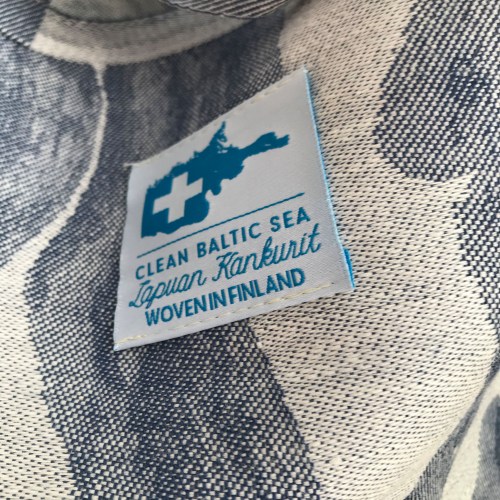 CLEAN BALTIC SEA
Lapuan Kankurit
WOVEN IN FINLAND